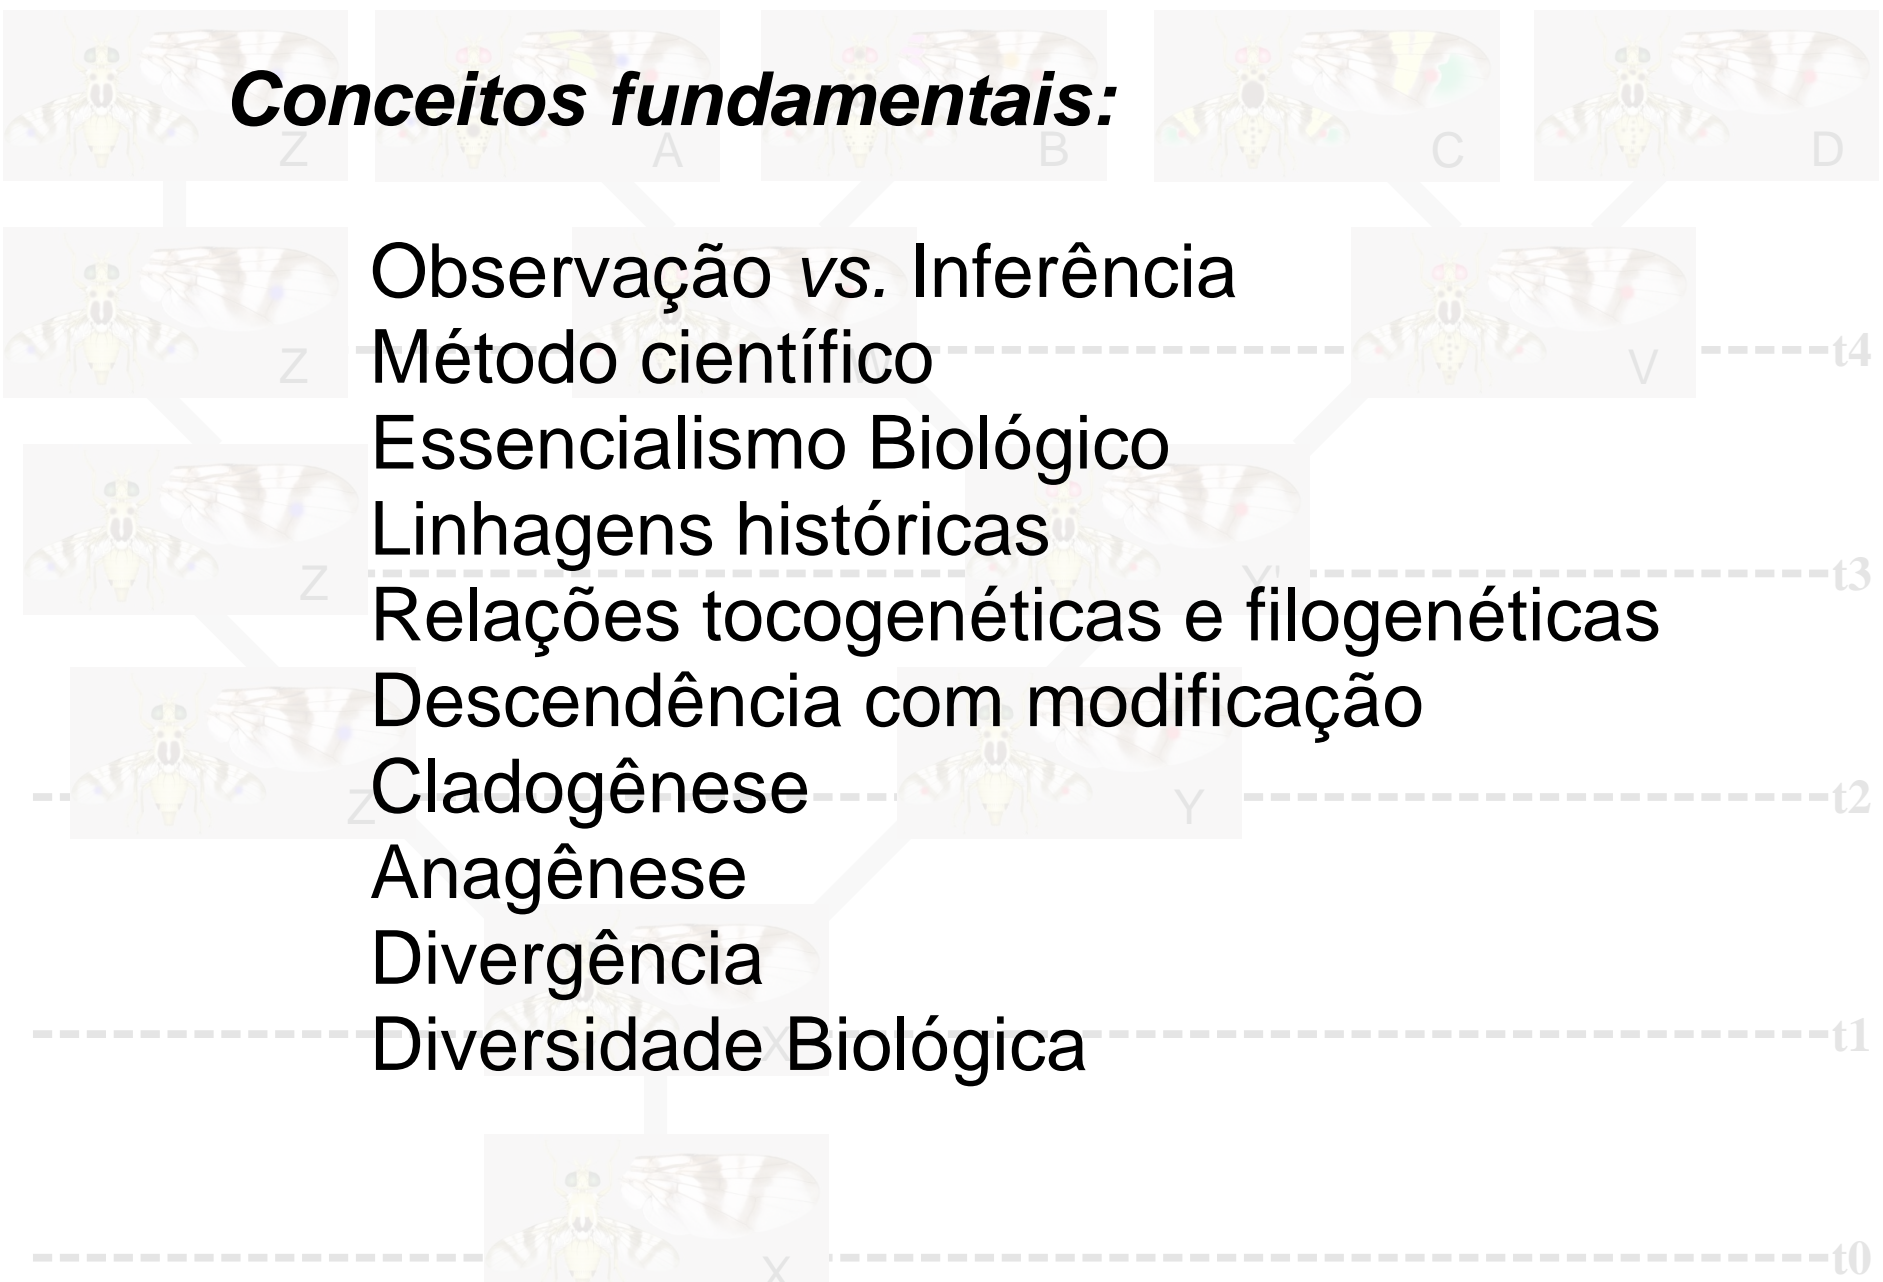 Conceitos fundamentais:
Z A B C D
Observação vs. Inferência
Método científico
Z V t4
Essencialismo Biológico
Linhagens históricas
Z Y' t3
Relações tocogenéticas e filogenéticas
Descendência com modificação
Cladogênese
Z Y t2
Anagênese
Divergência
Diversidade Biológica
X t1
X t0